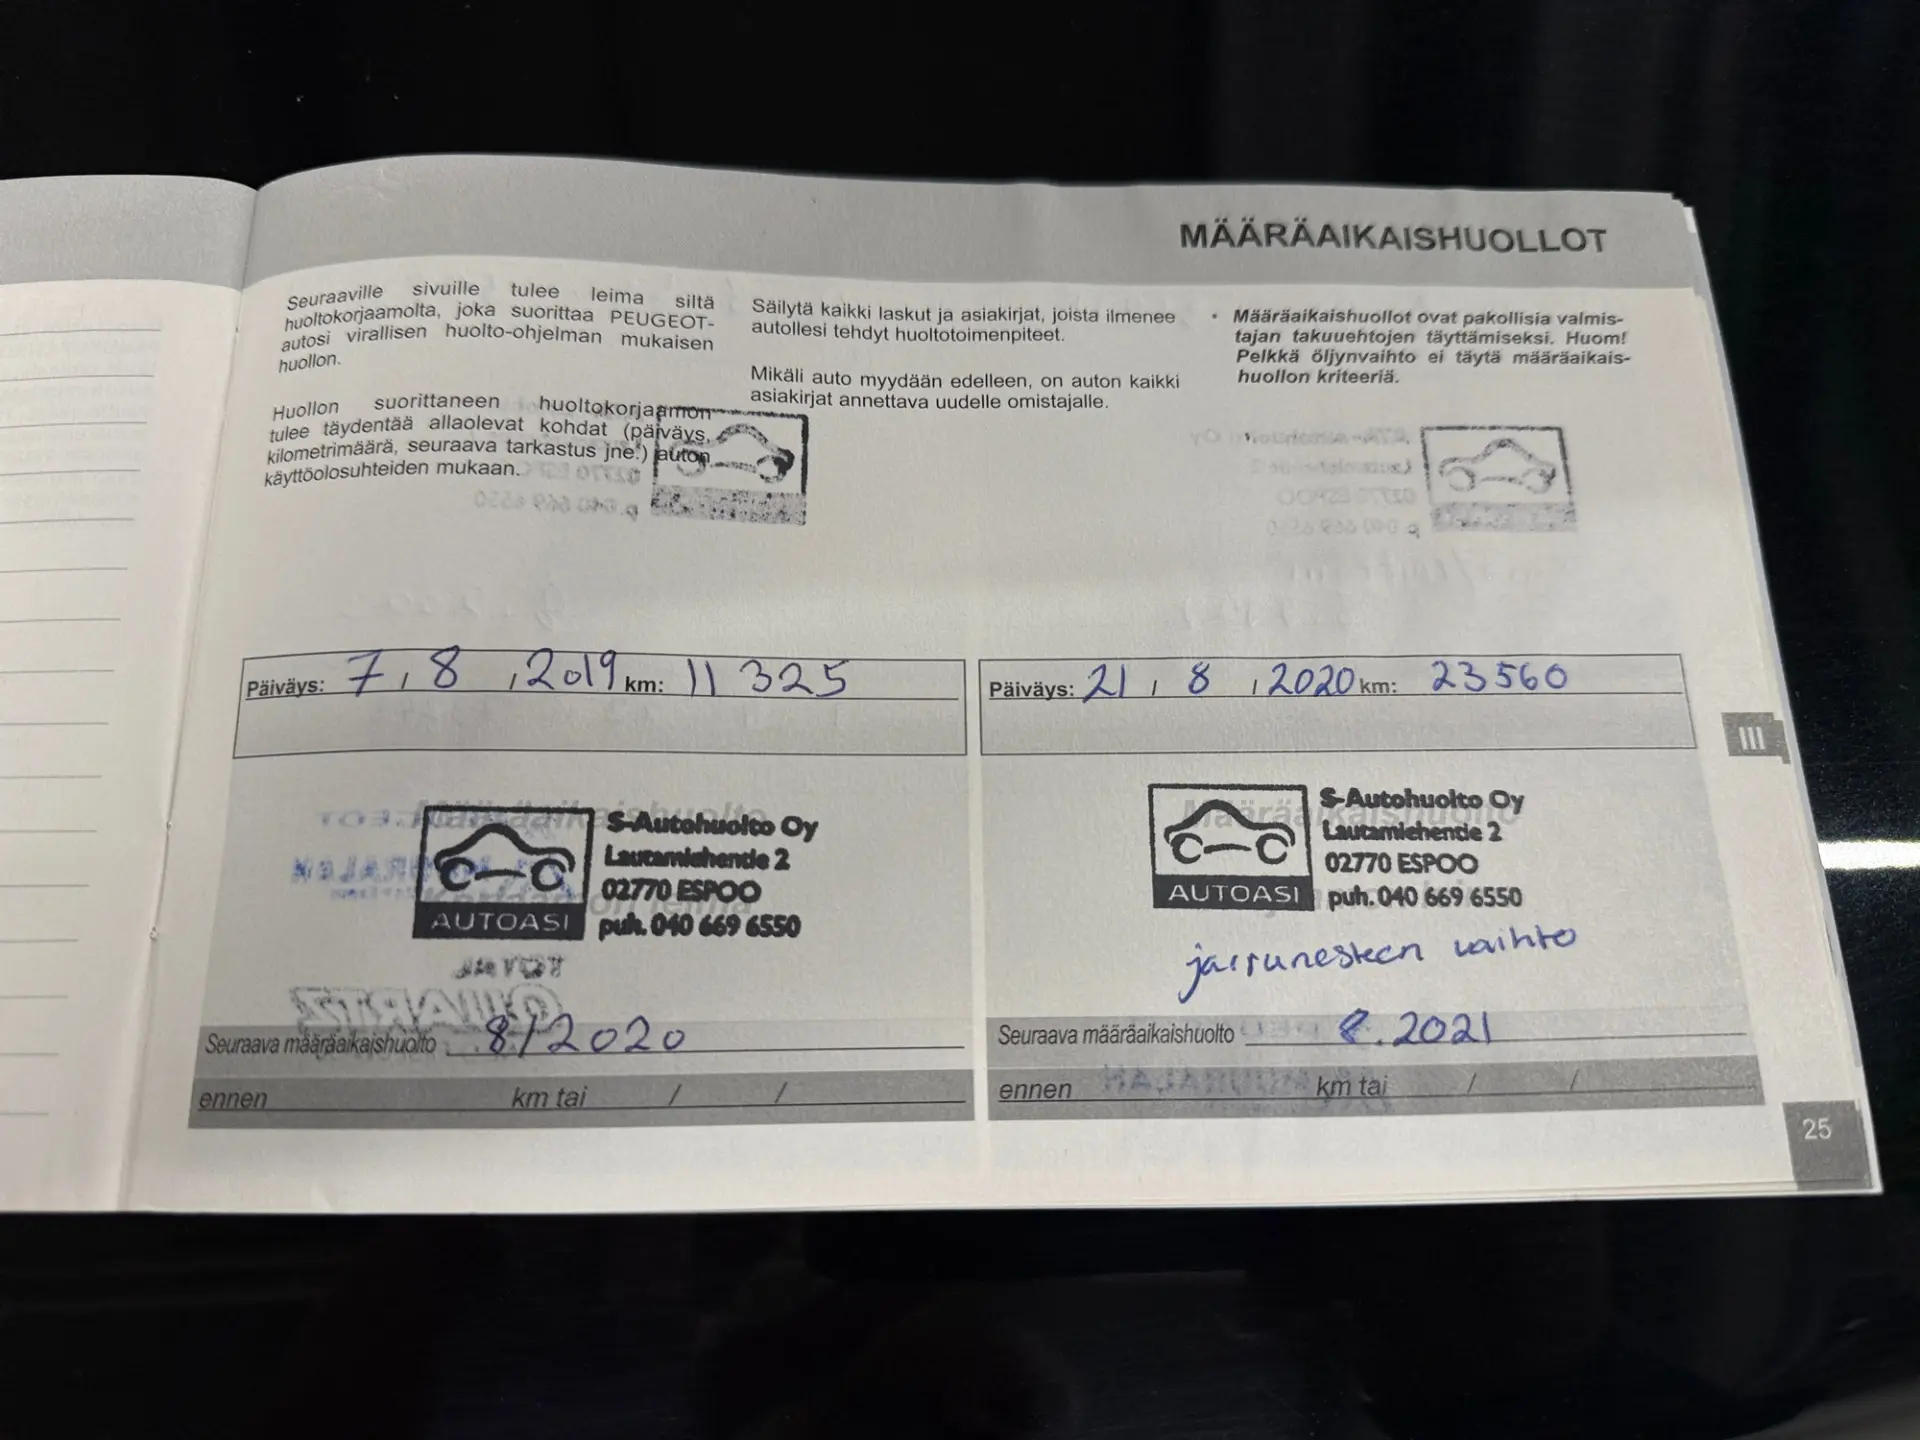 MÄÄRÄAIKAISHUOLLOT
Seuraaville sivuille tulee leima siltä
huoltokorjaamolta, joka suorittaa PEUGEOT-
autosi virallisen huolto-ohjelman mukaisen
huollon.
Huollon suorittaneen huoltokorjaamon
tulee täydentää allaolevat kohdat (päiväys,
kilometrimäärä, seuraava tarkastus jne.) auton
käyttöolosuhteiden mukaan.
Säilytä kaikki laskut ja asiakirjat, joista ilmenee
autollesi tehdyt huoltotoimenpiteet.
Mikäli auto myydään edelleen, on auton kaikki
asiakirjat annettava uudelle omistajalle.
• Määräaikaishuollot ovat pakollisia valmis-
tajan takuuehtojen täyttämiseksi. Huom!
Pelkkä öljynvaihto ei täytä määräaikais-
huollon kriteeriä.
Päiväys: 7 / 8 / 2019 km: 11 325
Määräaikaishuolto
AUTOASI
S-Autohuolto Oy
Lautamiehentie 2
02770 ESPOO
puh. 040 669 6550
Seuraava määräaikaishuolto 8/2020
ennen km tai / /
Päiväys: 21 / 8 / 2020 km: 23560
Määräaikaishuolto
AUTOASI
S-Autohuolto Oy
Lautamiehentie 2
02770 ESPOO
puh. 040 669 6550
jarrunesteen vaihto
Seuraava määräaikaishuolto 8.2021
ennen km tai / /
III
25